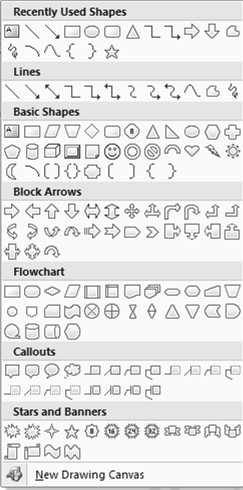 Recently Used Shapes
Lines
Basic Shapes
Block Arrows
Flowchart
Callouts
Stars and Banners
New Drawing Canvas